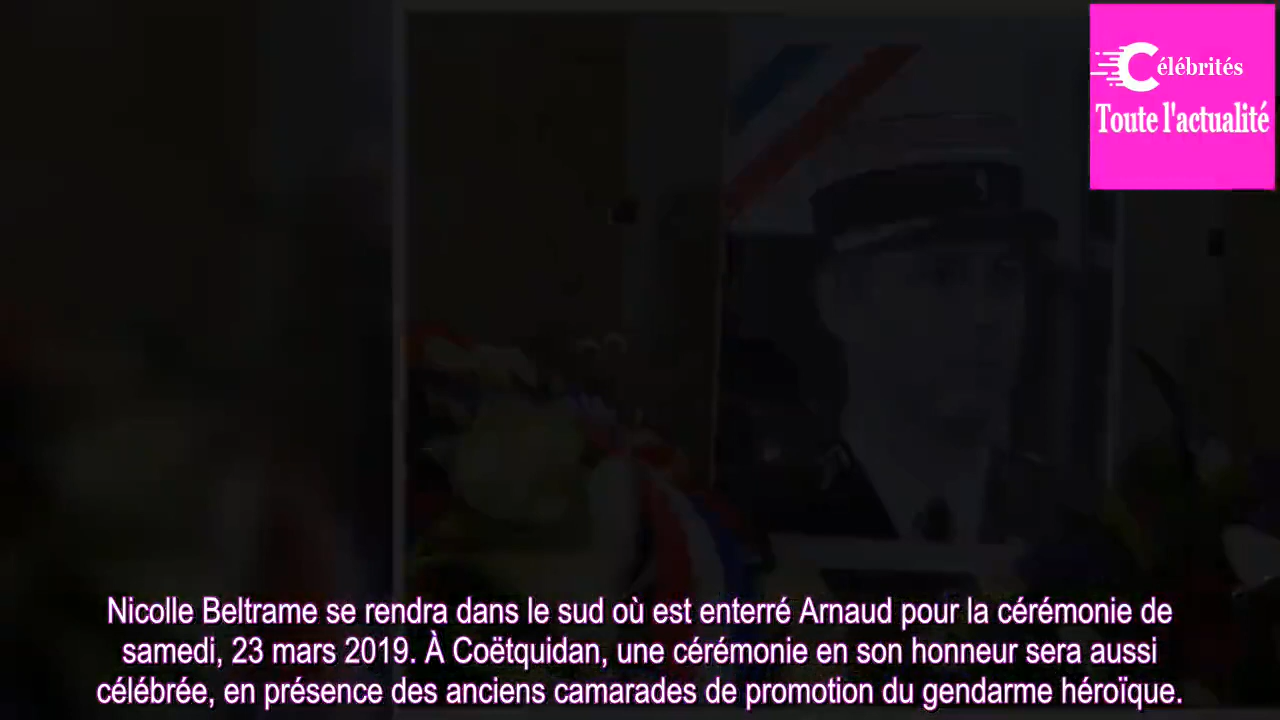 Célébrités
Toute l'actualité
Nicolle Beltrame se rendra dans le sud où est enterré Arnaud pour la cérémonie de
samedi, 23 mars 2019. À Coëtquidan, une cérémonie en son honneur sera aussi
célébrée, en présence des anciens camarades de promotion du gendarme héroïque.